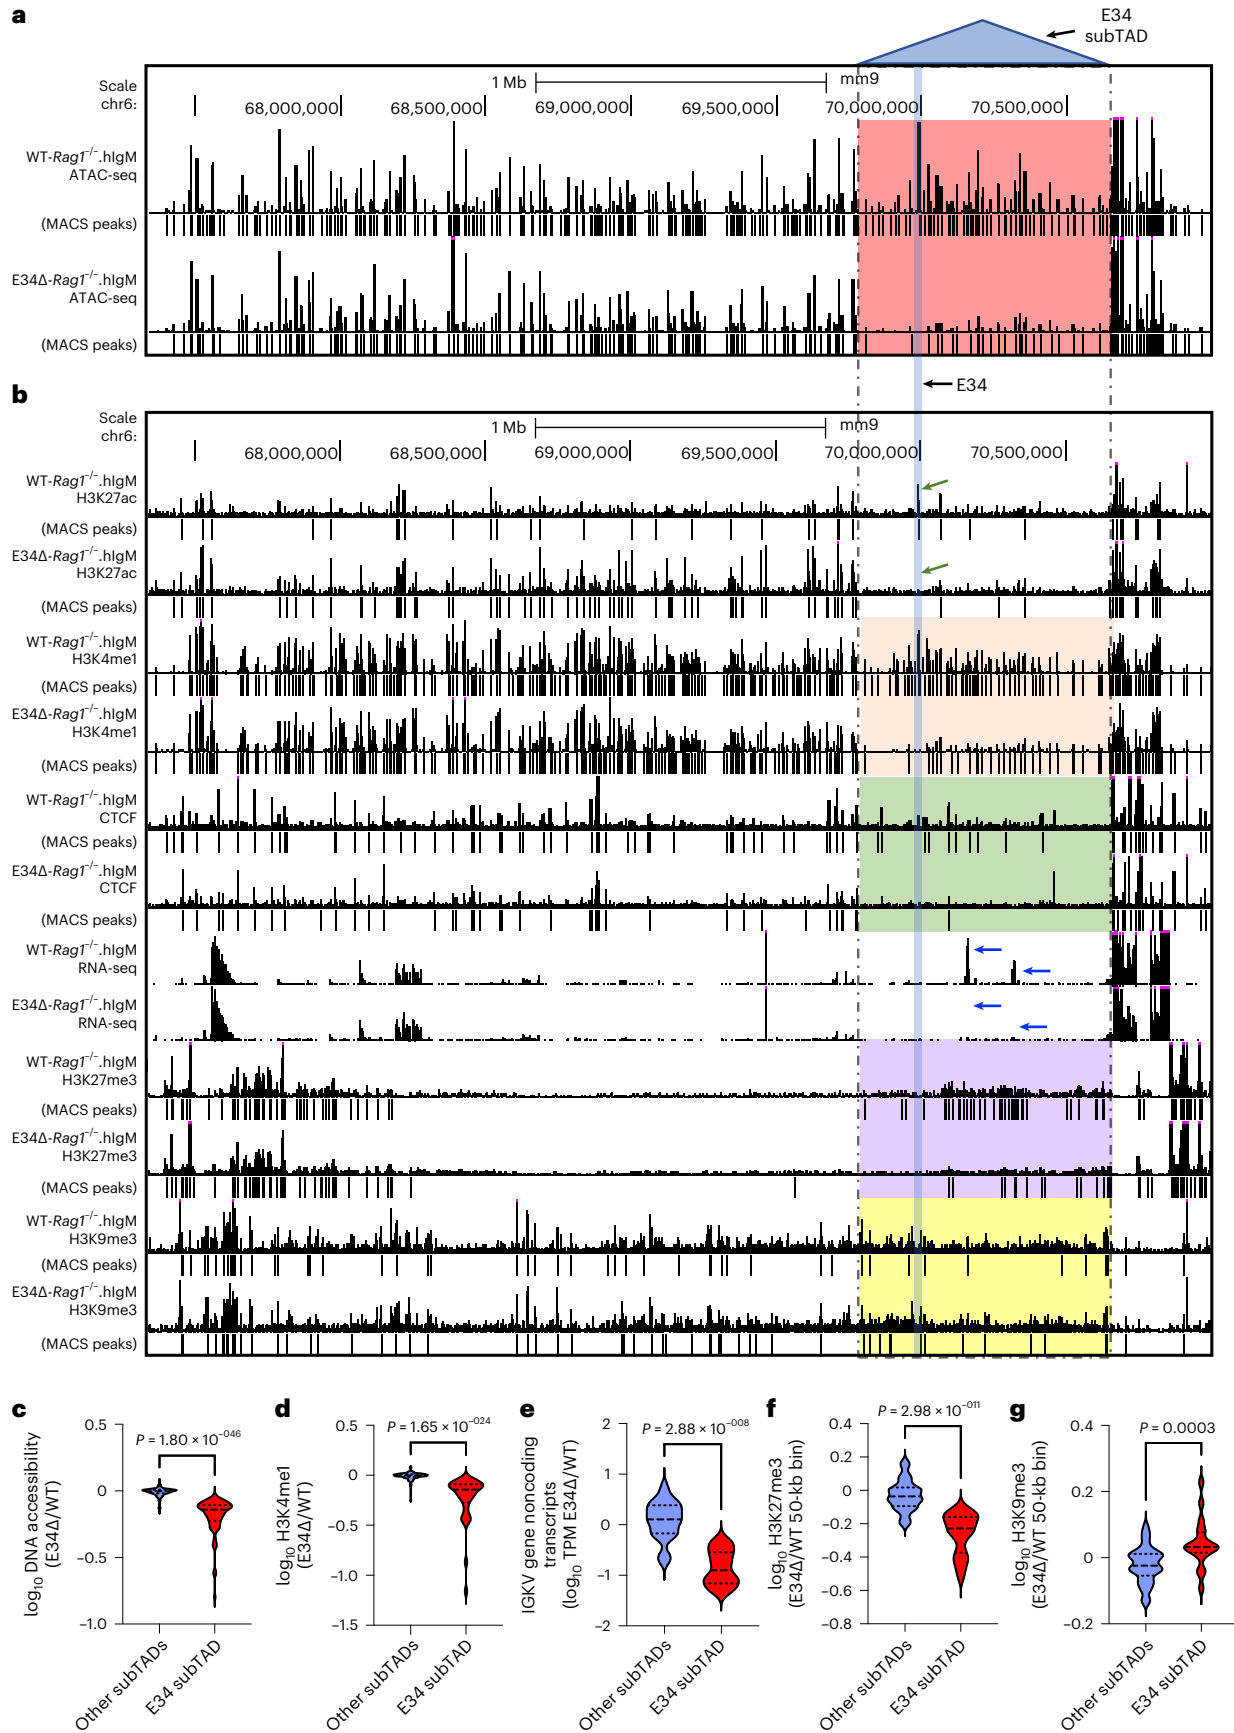 a
E34
subTAD
Scale
chr6:
1 Mb
mm9
68,000,000
68,500,000
69,000,000
69,500,000
70,000,000
70,500,000
WT-Rag1−/−.hIgM
ATAC-seq
(MACS peaks)
E34Δ-Rag1−/−.hIgM
ATAC-seq
(MACS peaks)
E34
b
Scale
chr6:
1 Mb
mm9
68,000,000
68,500,000
69,000,000
69,500,000
70,000,000
70,500,000
WT-Rag1−/−.hIgM
H3K27ac
(MACS peaks)
E34Δ-Rag1−/−.hIgM
H3K27ac
(MACS peaks)
WT-Rag1−/−.hIgM
H3K4me1
(MACS peaks)
E34Δ-Rag1−/−.hIgM
H3K4me1
(MACS peaks)
WT-Rag1−/−.hIgM
CTCF
(MACS peaks)
E34Δ-Rag1−/−.hIgM
CTCF
(MACS peaks)
WT-Rag1−/−.hIgM
RNA-seq
E34Δ-Rag1−/−.hIgM
RNA-seq
WT-Rag1−/−.hIgM
H3K27me3
(MACS peaks)
E34Δ-Rag1−/−.hIgM
H3K27me3
(MACS peaks)
WT-Rag1−/−.hIgM
H3K9me3
(MACS peaks)
E34Δ-Rag1−/−.hIgM
H3K9me3
(MACS peaks)
c
log10 DNA accessibility
(E34Δ/WT)
0.5
0
−0.5
−1.0
P = 1.80 × 10−046
Other subTADs
E34 subTAD
d
log10 H3K4me1
(E34Δ/WT)
0.5
0
−0.5
−1.0
−1.5
P = 1.65 × 10−024
Other subTADs
E34 subTAD
e
IGKV gene noncoding
transcripts
(log10 TPM E34Δ/WT)
2
1
0
−1
−2
P = 2.88 × 10−008
Other subTADs
E34 subTAD
f
log10 H3K27me3
(E34Δ/WT 50-kb bin)
0.4
0.2
0
−0.2
−0.4
−0.6
−0.8
P = 2.98 × 10−011
Other subTADs
E34 subTAD
g
log10 H3K9me3
(E34Δ/WT 50-kb bin)
0.4
0.2
0
−0.2
P = 0.0003
Other subTADs
E34 subTAD